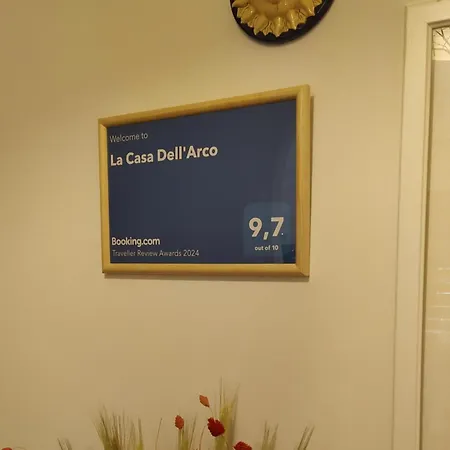 Welcome to
La Casa Dell'Arco
9,7
out of 10
Booking.com
Traveller Review Awards 2024